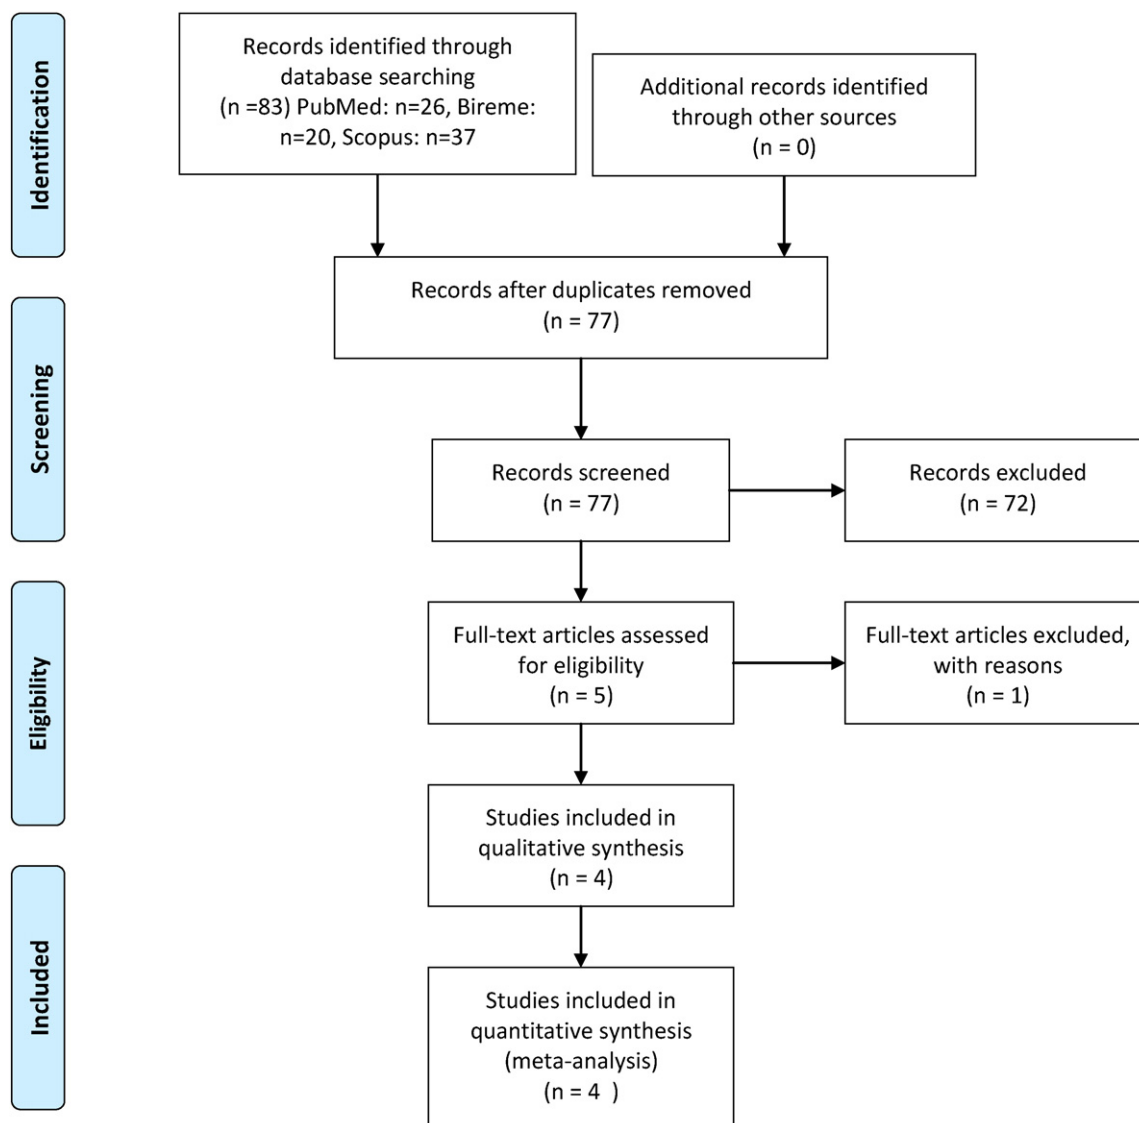 Identification
Records identified through
database searching
(n =83) PubMed: n=26, Bireme:
n=20, Scopus: n=37
Additional records identified
through other sources
(n = 0)
Records after duplicates removed
(n = 77)
Screening
Records screened
(n = 77)
Records excluded
(n = 72)
Eligibility
Full-text articles assessed
for eligibility
(n = 5)
Full-text articles excluded,
with reasons
(n = 1)
Studies included in
qualitative synthesis
(n = 4)
Included
Studies included in
quantitative synthesis
(meta-analysis)
(n = 4  )